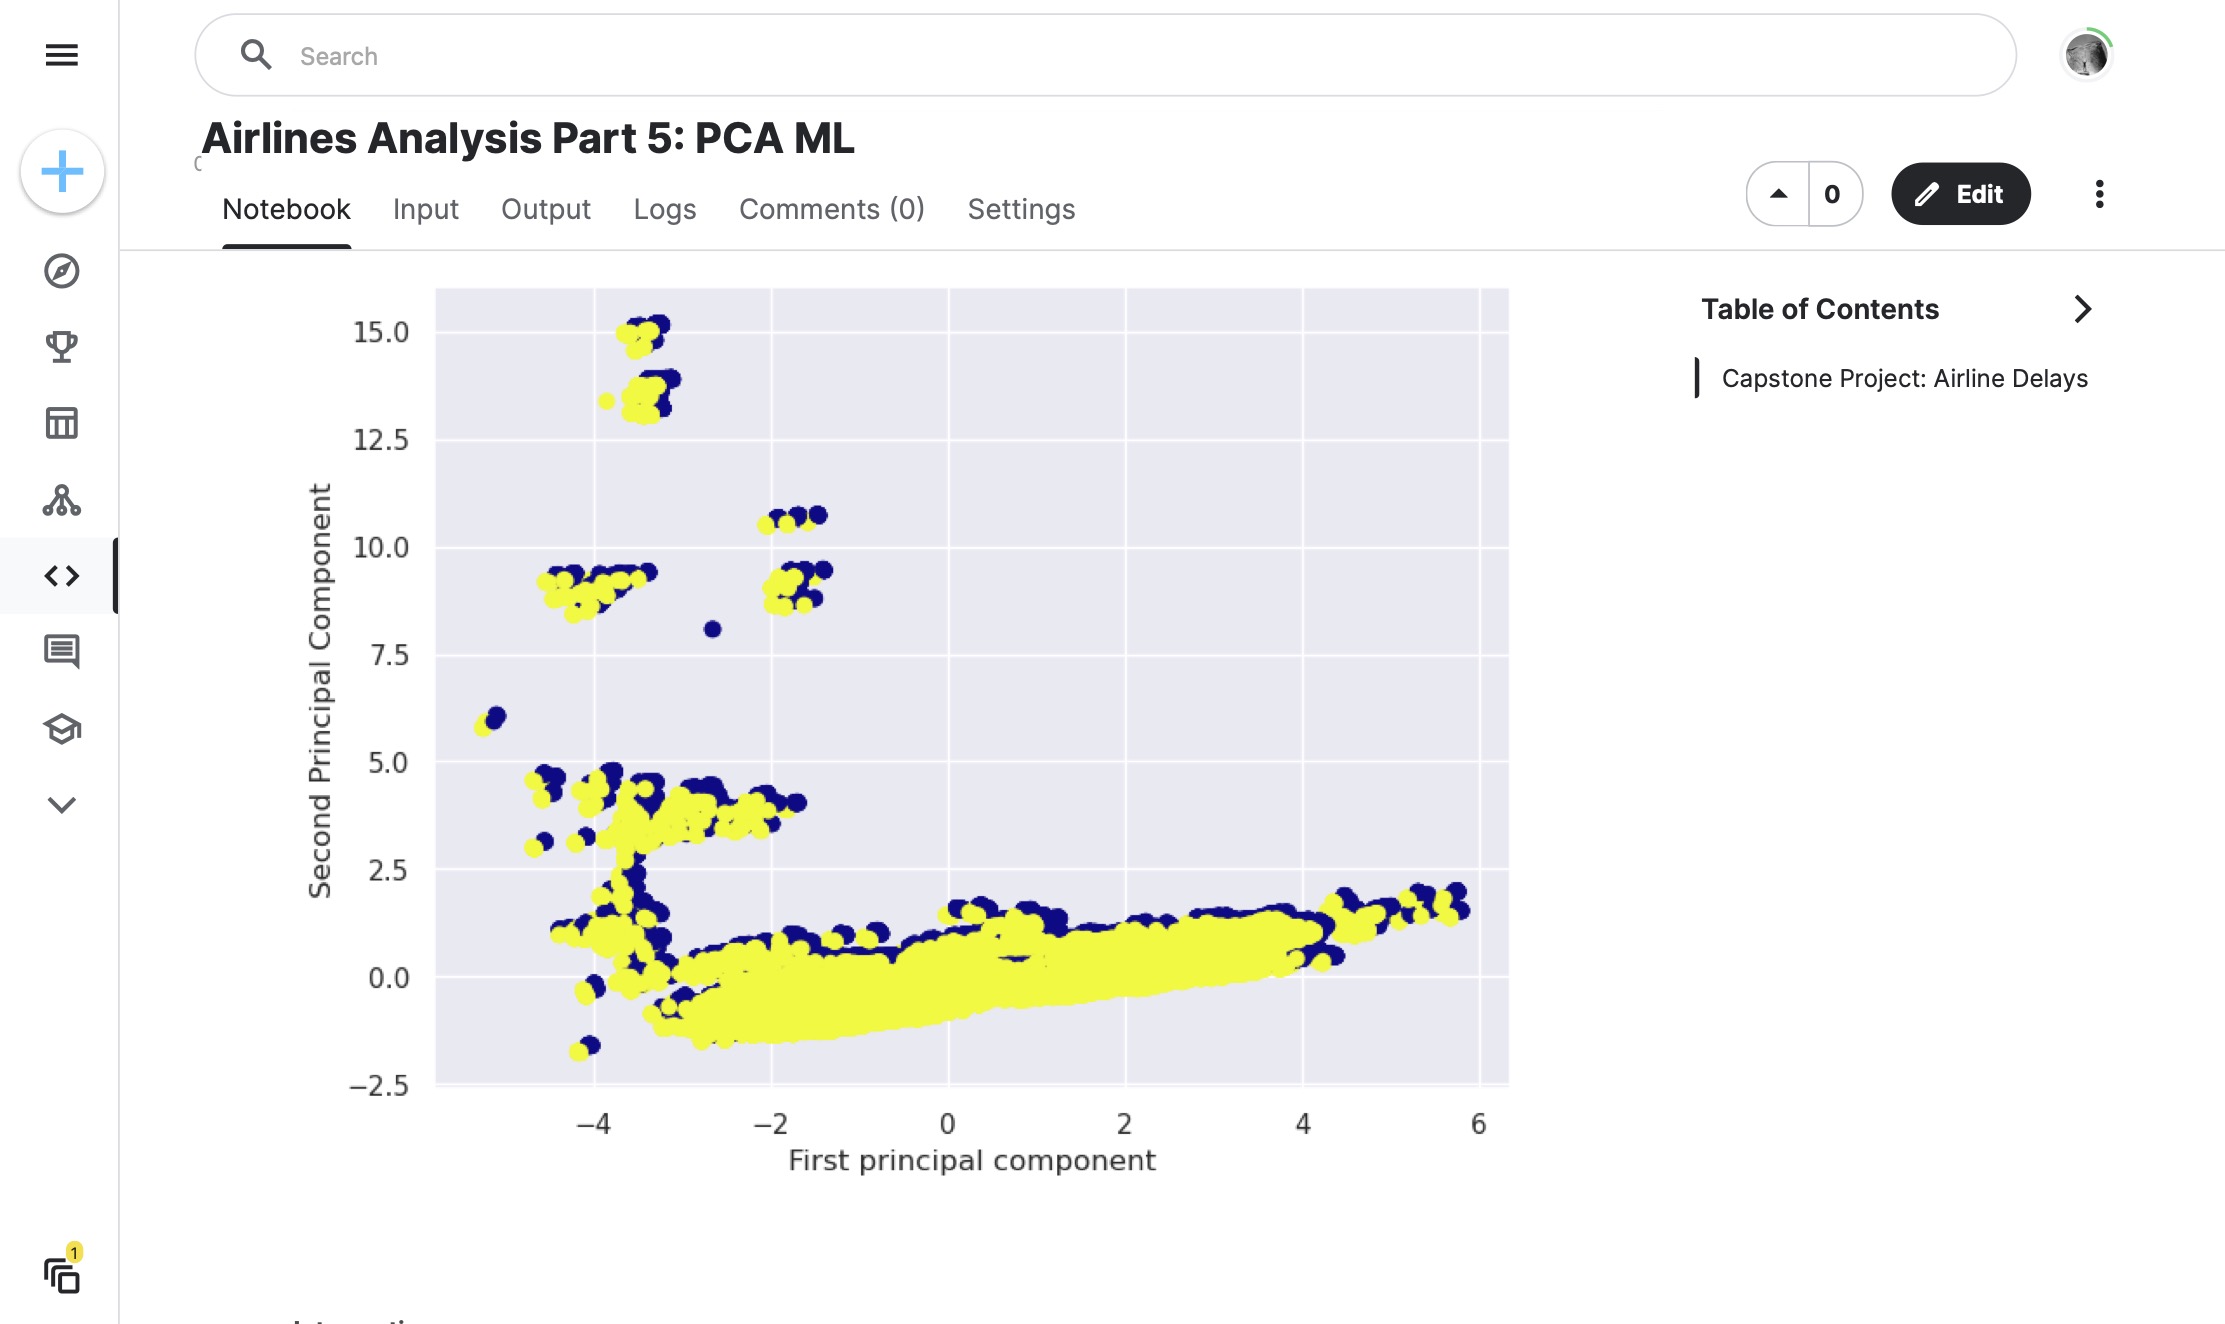 Search
Airlines Analysis Part 5: PCA ML
Notebook Input Output Logs Comments (0) Settings
0
Edit
Table of Contents
Capstone Project: Airline Delays
15.0
12.5
10.0
7.5
5.0
2.5
0.0
−2.5
Second Principal Component
−4 −2 0 2 4 6
First principal component
1